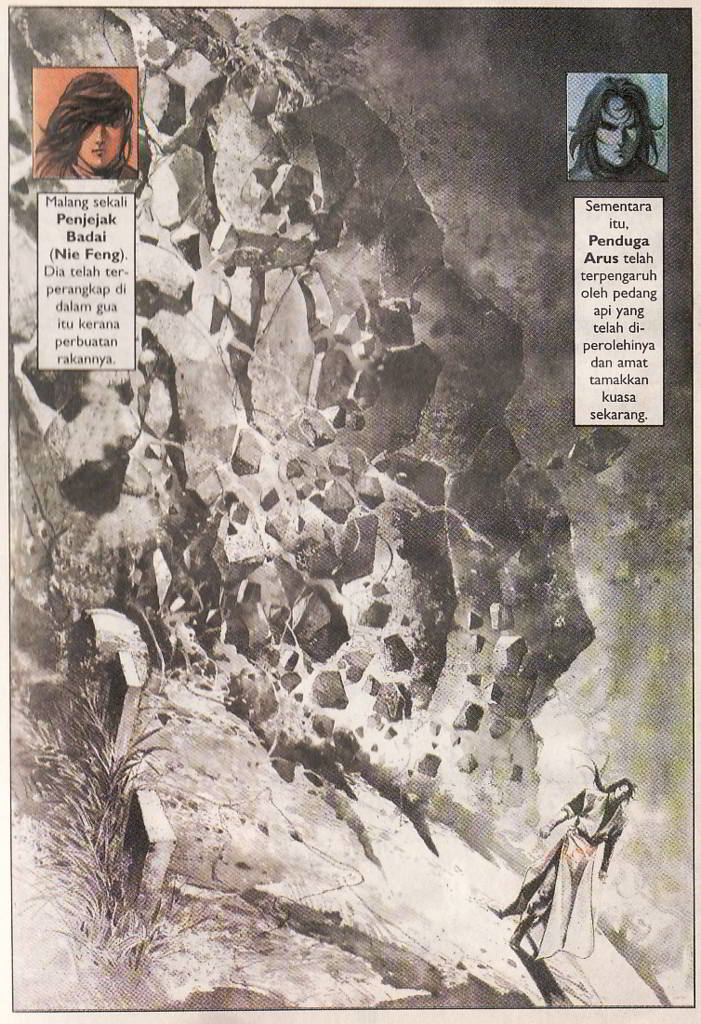 Malang sekali
Penjejak
Badai
(Nie Feng).
Dia telah ter-
perangkap di
dalam gua
itu kerana
perbuatan
rakannya.
Sementara
itu,
Penduga
Arus telah
terpengaruh
oleh pedang
api yang
telah di-
perolehinya
dan amat
tamakkan
kuasa
sekarang.